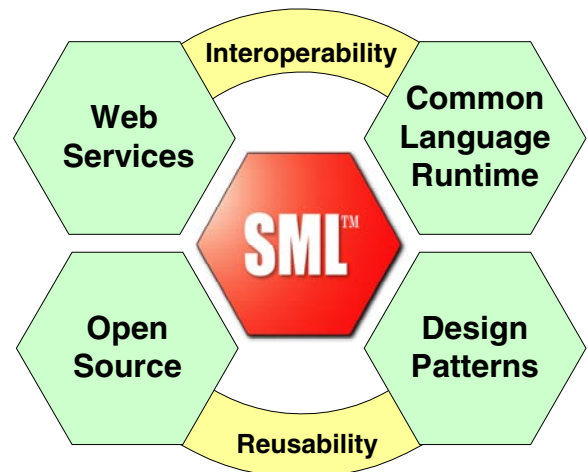 Interoperability
Web
Services
Common
Language
Runtime
SML™
Open
Source
Design
Patterns
Reusability